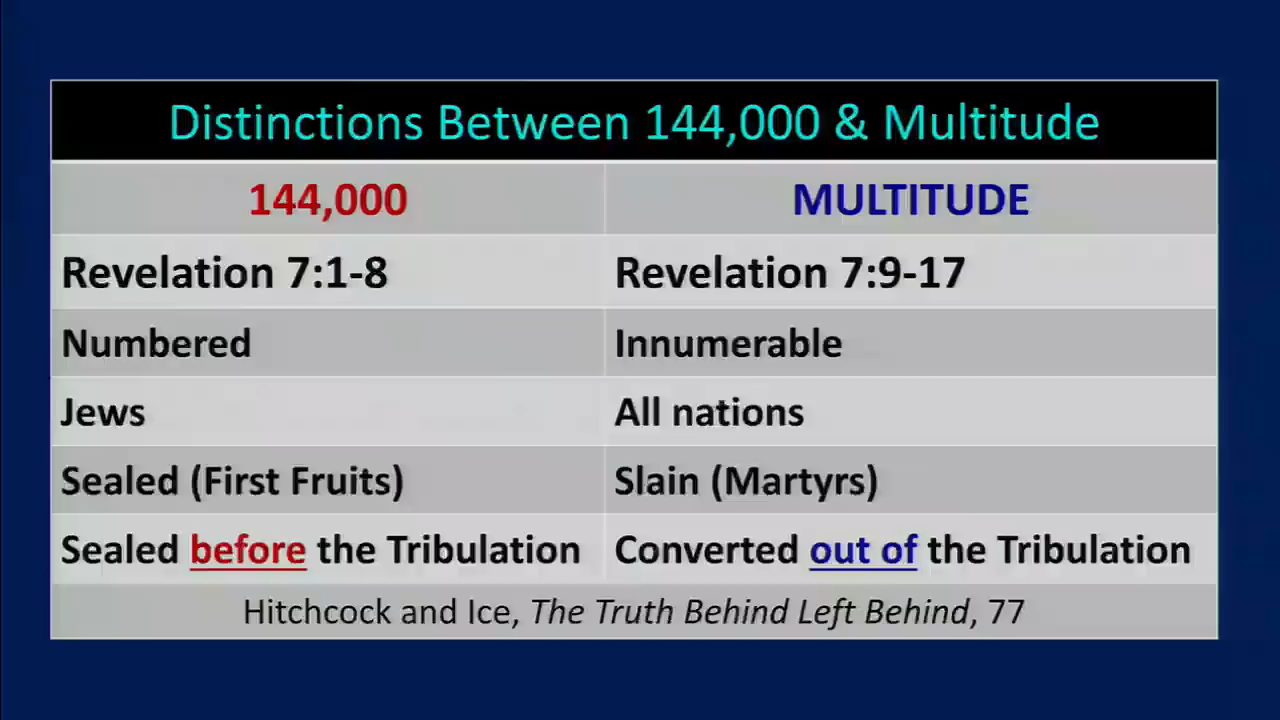 Distinctions Between 144,000 & Multitude
144,000 MULTITUDE
Revelation 7:1-8 Revelation 7:9-17
Numbered Innumerable
Jews All nations
Sealed (First Fruits) Slain (Martyrs)
Sealed before the Tribulation Converted out of the Tribulation
Hitchcock and Ice, The Truth Behind Left Behind, 77